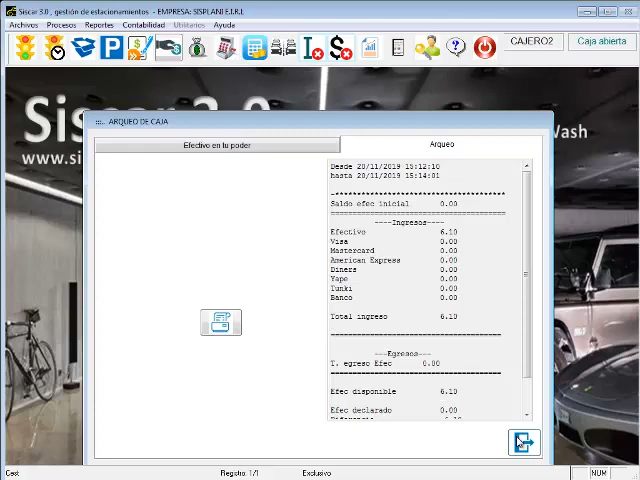 Siscar 3.0 , gestión de estacionamientos - EMPRESA: SISPLANI E.I.R.L
Archivos Procesos Reportes Contabilidad Utilitarios Ayuda
CAJERO2
Caja abierta
Siscar 3.0
www.si
Wash
ARQUEO DE CAJA
Efectivo en tu poder
Arqueo
Desde 20/11/2019 15:12:10
hasta 20/11/2019 15:14:01
-****************************************
Saldo efec inicial 0.00
========================================
----Ingresos----
Efectivo 6.10
Visa 0.00
Mastercard 0.00
American Express 0.00
Diners 0.00
Yape 0.00
Tunki 0.00
Banco 0.00
Total ingreso 6.10
=======================================
---Egresos---
T. egreso Efec 0.00
=======================================
Efec disponible 6.10
Efec declarado 0.00
Cast Registro: 1/1 Exclusivo NUM